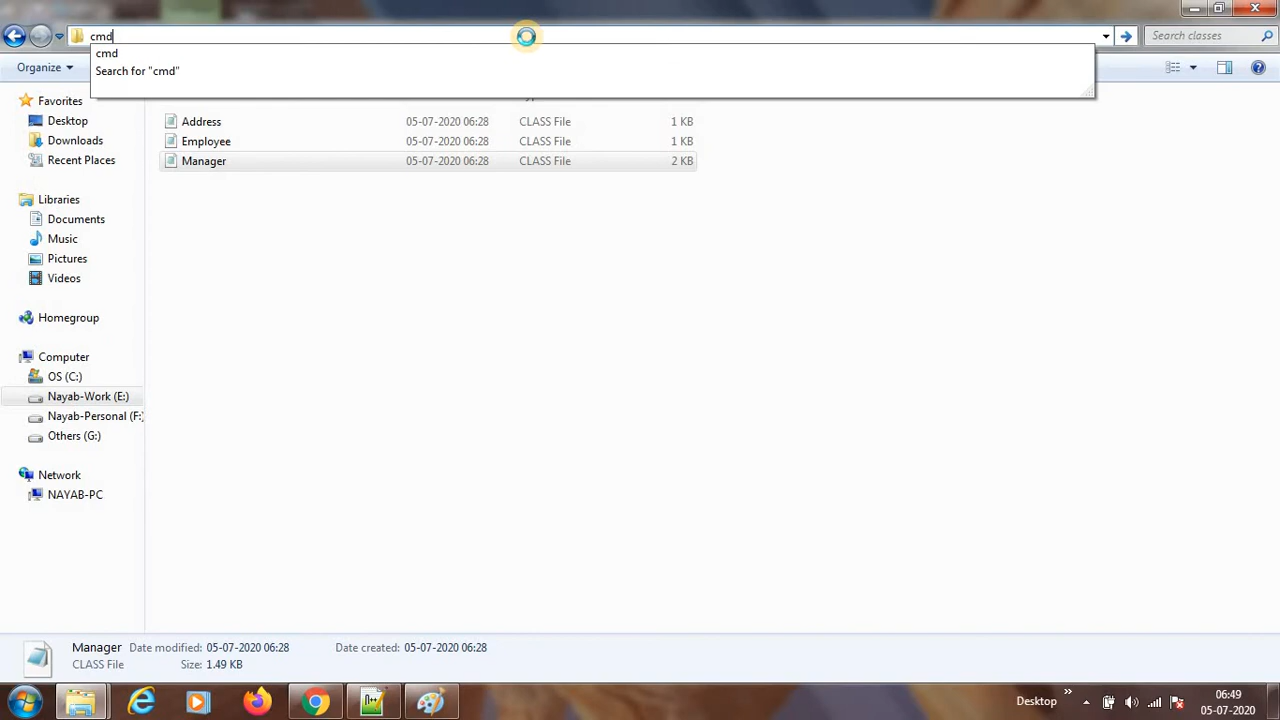 cmd
Search classes
cmd
Search for "cmd"
Organize
Favorites
Desktop
Downloads
Recent Places
Libraries
Documents
Music
Pictures
Videos
Homegroup
Computer
OS (C:)
Nayab-Work (E:)
Nayab-Personal (F:)
Others (G:)
Network
NAYAB-PC
Address 05-07-2020 06:28 CLASS File 1 KB
Employee 05-07-2020 06:28 CLASS File 1 KB
Manager 05-07-2020 06:28 CLASS File 2 KB
Manager Date modified: 05-07-2020 06:28 Date created: 05-07-2020 06:28
CLASS File Size: 1.49 KB
Desktop
06:49
05-07-2020